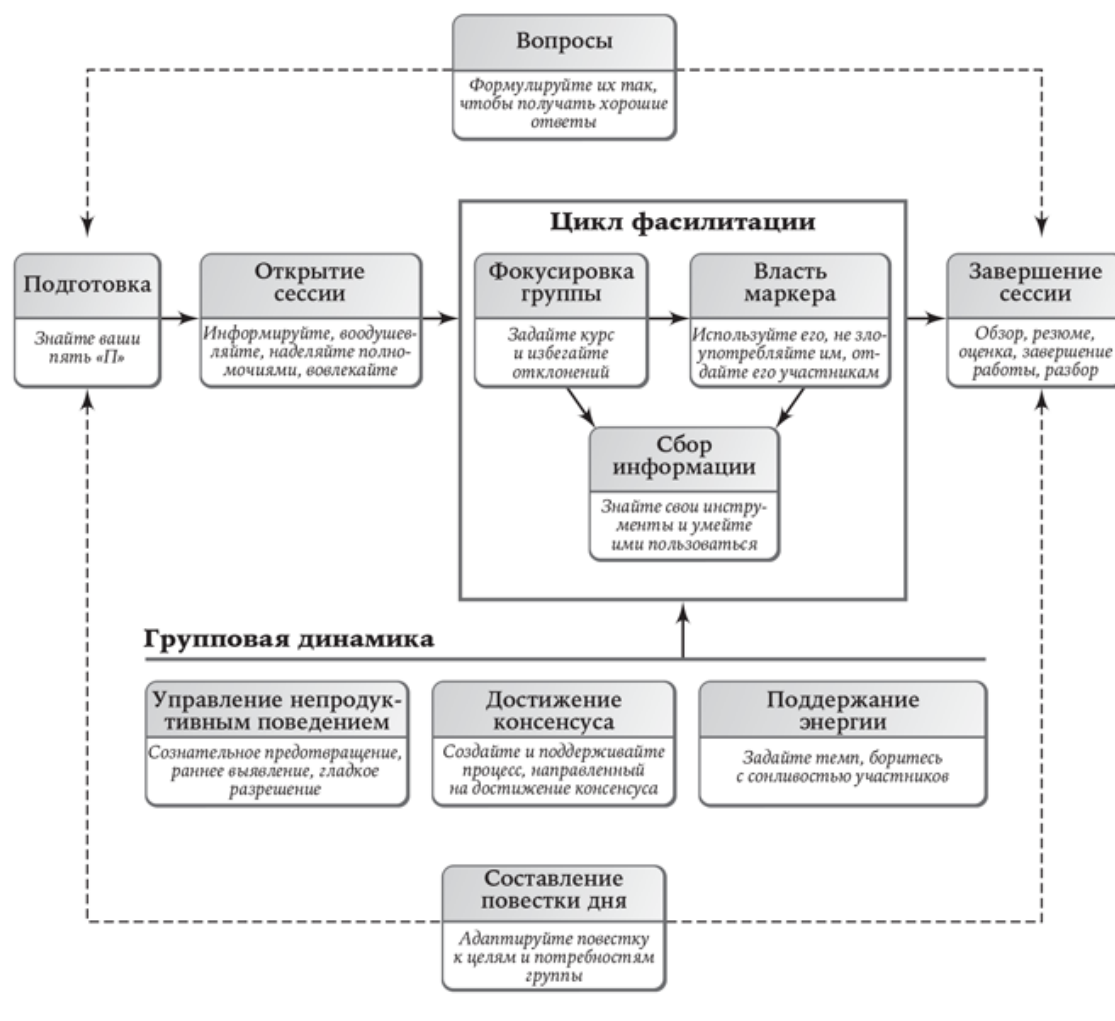 Вопросы
Формулируйте их так,
чтобы получать хорошие
ответы
Цикл фасилитации
Подготовка
Знайте ваши
пять «П»
Открытие
сессии
Информируйте, воодушев-
ляйте, наделяйте полно-
мочиями, вовлекайте
Фокусировка
группы
Задайте курс
и избегайте
отклонений
Власть
маркера
Используйте его, не зло-
употребляйте им, от-
дайте его участникам
Завершение
сессии
Обзор, резюме,
оценка, завершение
работы, разбор
Сбор
информации
Знайте свои инстру-
менты и умейте
ими пользоваться
Групповая динамика
Управление непродук-
тивным поведением
Сознательное предотвращение,
раннее выявление, гладкое
разрешение
Достижение
консенсуса
Создайте и поддерживайте
процесс, направленный
на достижение консенсуса
Поддержание
энергии
Задайте темп, боритесь
с сонливостью участников
Составление
повестки дня
Адаптируйте повестку
к целям и потребностям
группы